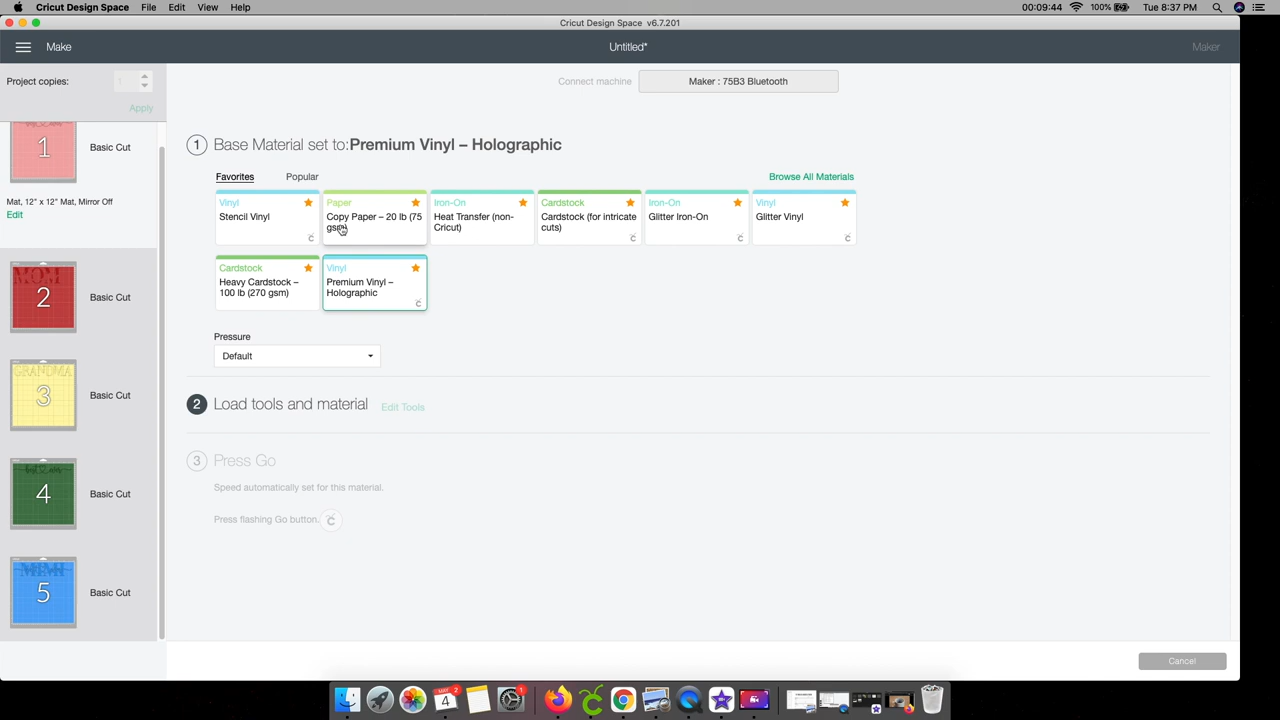 Cricut Design Space File Edit View Help 00:09:44 100% Tue 8:37 PM
Cricut Design Space v6.7.201
Make Untitled* Maker
Project copies: 1
Apply
Connect machine Maker : 75B3 Bluetooth
1 Basic Cut
Mat, 12" x 12" Mat, Mirror Off
Edit
MOM
2 Basic Cut
GRANDMA
3 Basic Cut
4 Basic Cut
MIMI
5 Basic Cut
1 Base Material set to:Premium Vinyl – Holographic
Favorites Popular Browse All Materials
Vinyl
Stencil Vinyl
Paper
Copy Paper – 20 lb (75
gsm)
Iron-On
Heat Transfer (non-
Cricut)
Cardstock
Cardstock (for intricate
cuts)
Iron-On
Glitter Iron-On
Vinyl
Glitter Vinyl
Cardstock
Heavy Cardstock –
100 lb (270 gsm)
Vinyl
Premium Vinyl –
Holographic
Pressure
Default
2 Load tools and material Edit Tools
3 Press Go
Speed automatically set for this material.
Press flashing Go button.
Cancel